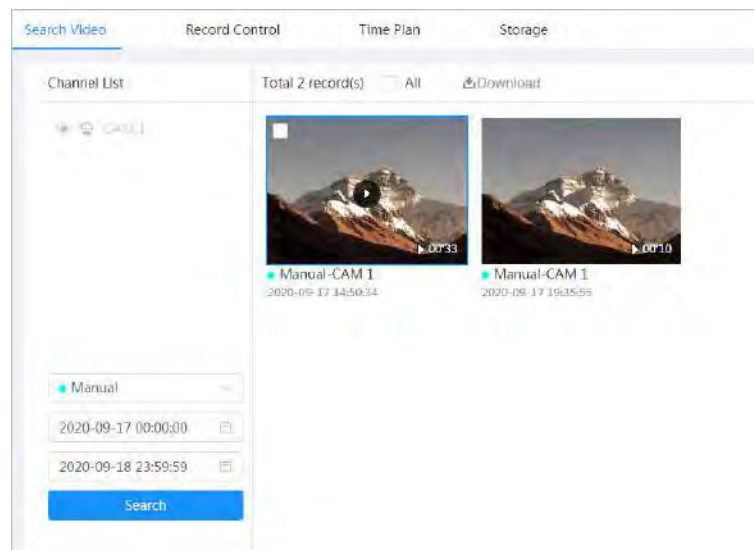 Search Video Record Control Time Plan Storage
Channel List Total 2 record(s) All Download
CAM 1
00'33
00'10
Manual-CAM 1 Manual-CAM 1
2020-09-17 14:50:34 2020-09-17 19:35:55
Manual
2020-09-17 00:00:00
2020-09-18 23:59:59
Search